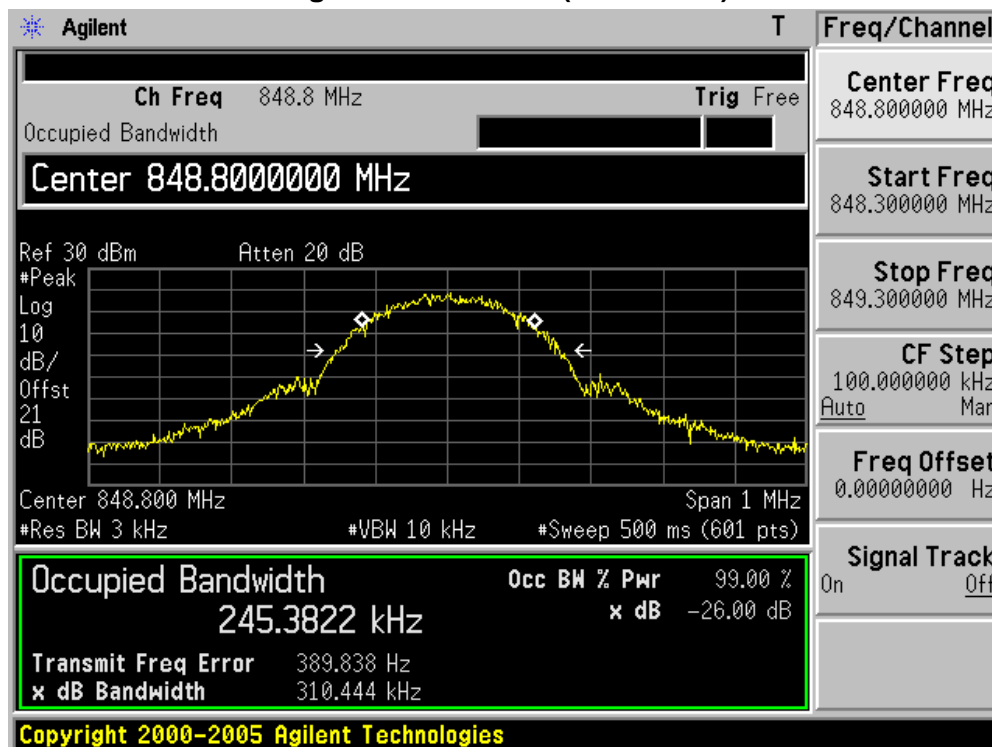 Agilent T
Freq/Channel
Ch Freq 848.8 MHz Trig Free
Occupied Bandwidth
Center 848.8000000 MHz
Ref 30 dBm Atten 20 dB
#Peak
Log
10
dB/
Offst
21
dB
Center 848.800 MHz Span 1 MHz
#Res BW 3 kHz #VBW 10 kHz #Sweep 500 ms (601 pts)
Occupied Bandwidth
245.3822 kHz
Occ BW % Pwr 99.00 %
x dB -26.00 dB
Transmit Freq Error 389.838 Hz
x dB Bandwidth 310.444 kHz
Copyright 2000-2005 Agilent Technologies
Center Freq
848.800000 MHz
Start Freq
848.300000 MHz
Stop Freq
849.300000 MHz
CF Step
100.000000 kHz
Auto Man
Freq Offset
0.00000000 Hz
Signal Track
On Off